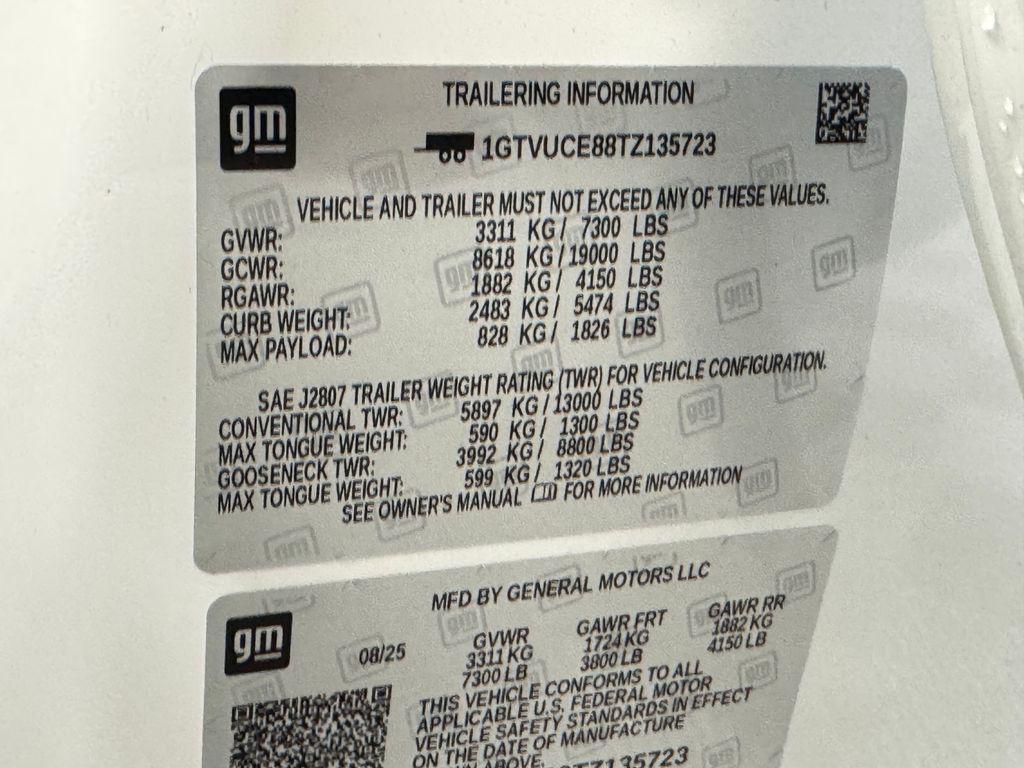 gm
TRAILERING INFORMATION
1GTVUCE88TZ135723
VEHICLE AND TRAILER MUST NOT EXCEED ANY OF THESE VALUES.
GVWR: 3311 KG/ 7300 LBS
GCWR: 8618 KG/19000 LBS
RGAWR: 1882 KG/ 4150 LBS
CURB WEIGHT: 2483 KG/ 5474 LBS
MAX PAYLOAD: 828 KG/ 1826 LBS
SAE J2807 TRAILER WEIGHT RATING (TWR) FOR VEHICLE CONFIGURATION.
CONVENTIONAL TWR: 5897 KG/13000 LBS
MAX TONGUE WEIGHT: 590 KG/ 1300 LBS
GOOSENECK TWR: 3992 KG/ 8800 LBS
MAX TONGUE WEIGHT: 599 KG/ 1320 LBS
SEE OWNER'S MANUAL FOR MORE INFORMATION
gm
MFD BY GENERAL MOTORS LLC
08/25
GVWR GAWR FRT GAWR RR
3311 KG 1724 KG 1882 KG
7300 LB 3800 LB 4150 LB
THIS VEHICLE CONFORMS TO ALL
APPLICABLE U.S. FEDERAL MOTOR
VEHICLE SAFETY STANDARDS IN EFFECT
ON THE DATE OF MANUFACTURE
ABOVE.
TZ135723